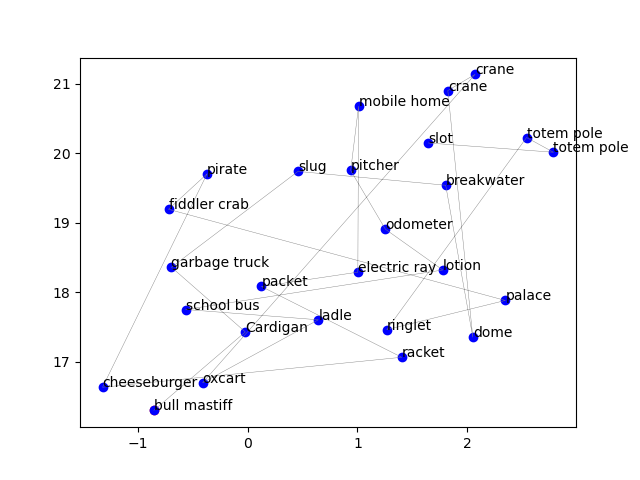 crane
crane
mobile home
21
totem pole
slot
totem pole
20
pirate
slug
pitcher
breakwater
fiddler crab
19
odometer
garbage truck
electric ray
lotion
packet
18
school bus
palace
ladle
Cardigan
ringlet
dome
racket
17
cheeseburger
oxcart
bull mastiff
−1 0 1 2